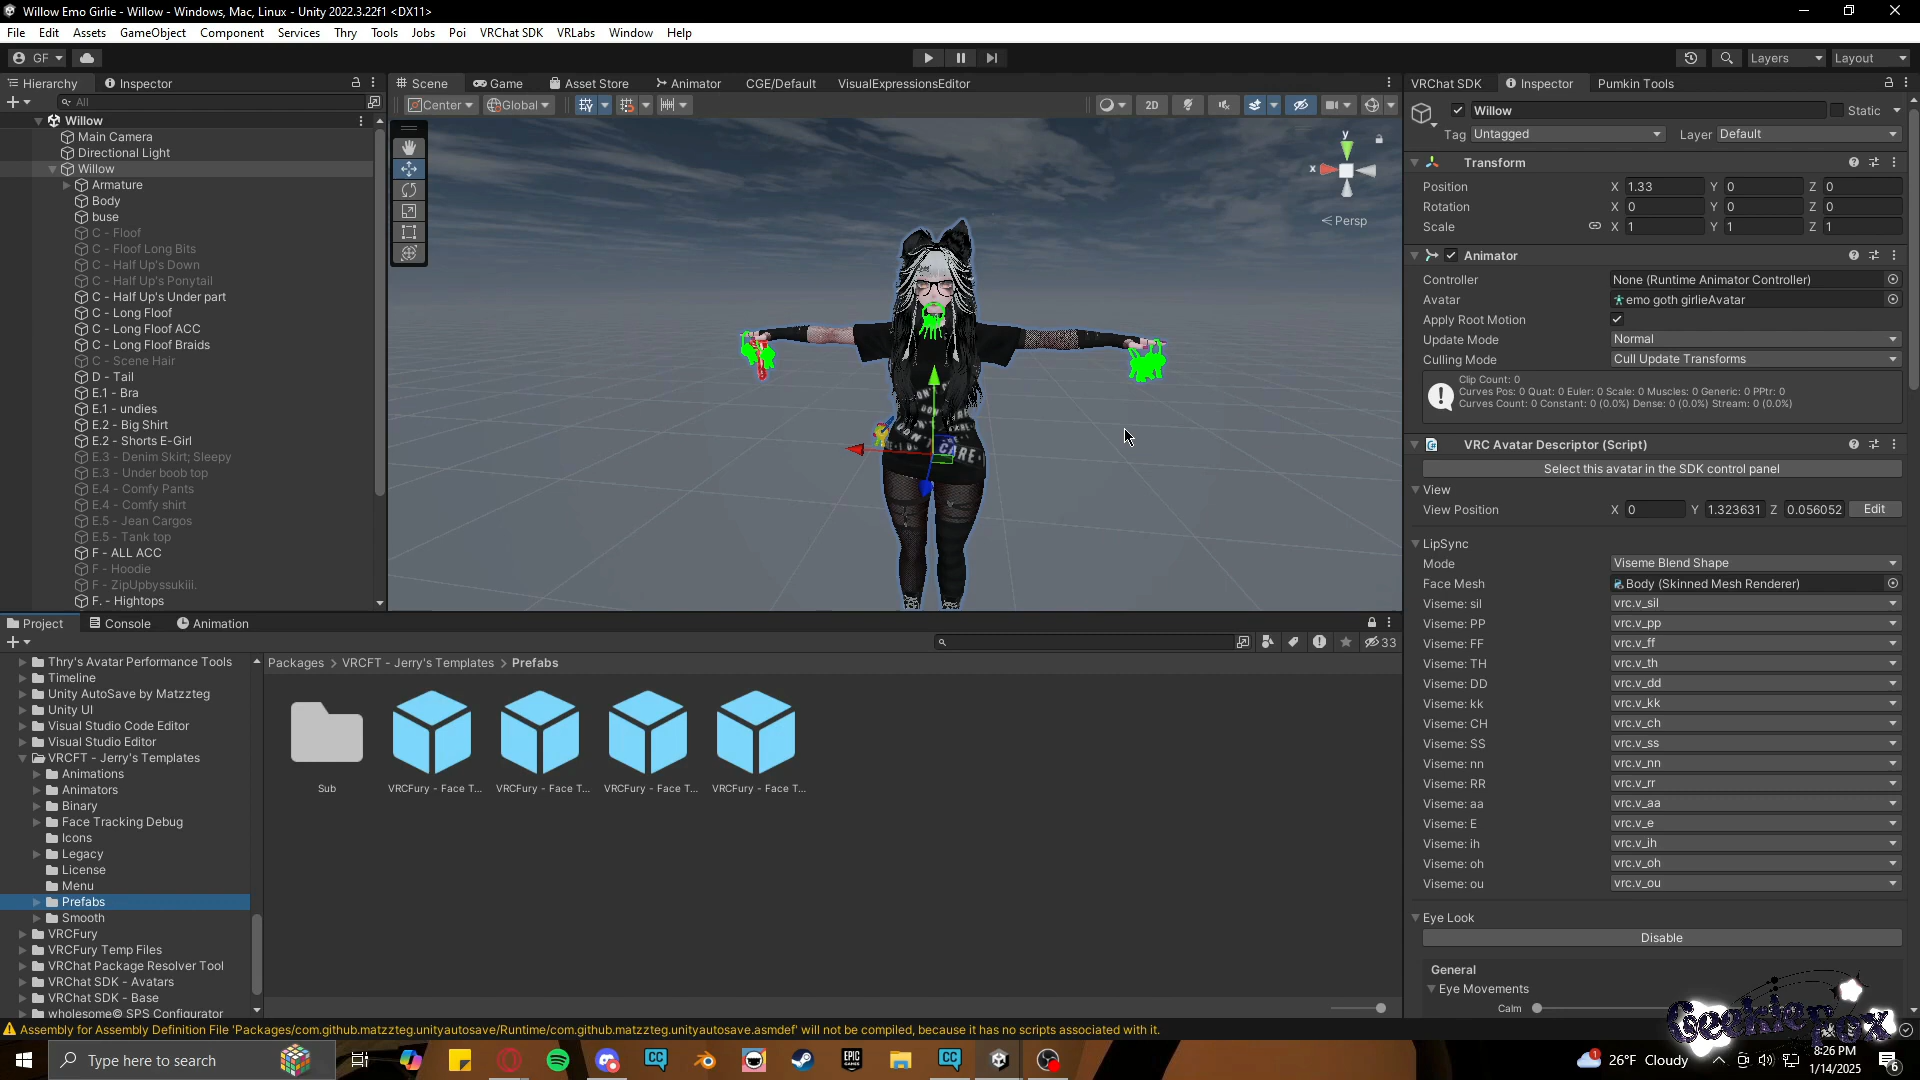 Willow Emo Girlie - Willow - Windows, Mac, Linux - Unity 2022.3.22f1 <DX11>
File Edit Assets GameObject Component Services Thry Tools Jobs Poi VRChat SDK VRLabs Window Help
GF Layers Layout
Hierarchy Inspector
All
Willow
Main Camera
Directional Light
Willow
Armature
Body
buse
C - Floof
C - Floof Long Bits
C - Half Up's Down
C - Half Up's Ponytail
C - Half Up's Under part
C - Long Floof
C - Long Floof ACC
C - Long Floof Braids
C - Scene Hair
D - Tail
E.1 - Bra
E.1 - undies
E.2 - Big Shirt
E.2 - Shorts E-Girl
E.3 - Denim Skirt; Sleepy
E.3 - Under boob top
E.4 - Comfy Pants
E.4 - Comfy shirt
E.5 - Jean Cargos
E.5 - Tank top
F - ALL ACC
F - Hoodie
F - ZipUpbyssukiii.
F. - Hightops
Scene Game Asset Store Animator CGE/Default VisualExpressionsEditor
Center Global 2D
y
x
Persp
CARE
VRChat SDK Inspector Pumkin Tools
Willow Static
Tag Untagged Layer Default
Transform
Position X 1.33 Y 0 Z 0
Rotation X 0 Y 0 Z 0
Scale X 1 Y 1 Z 1
Animator
Controller None (Runtime Animator Controller)
Avatar emo goth girlieAvatar
Apply Root Motion
Update Mode Normal
Culling Mode Cull Update Transforms
Clip Count: 0
Curves Pos: 0 Quat: 0 Euler: 0 Scale: 0 Muscles: 0 Generic: 0 PPtr: 0
Curves Count: 0 Constant: 0 (0.0%) Dense: 0 (0.0%) Stream: 0 (0.0%)
VRC Avatar Descriptor (Script)
Select this avatar in the SDK control panel
View
View Position X 0 Y 1.323631 Z 0.056052 Edit
LipSync
Mode Viseme Blend Shape
Face Mesh Body (Skinned Mesh Renderer)
Viseme: sil vrc.v_sil
Viseme: PP vrc.v_pp
Viseme: FF vrc.v_ff
Viseme: TH vrc.v_th
Viseme: DD vrc.v_dd
Viseme: kk vrc.v_kk
Viseme: CH vrc.v_ch
Viseme: SS vrc.v_ss
Viseme: nn vrc.v_nn
Viseme: RR vrc.v_rr
Viseme: aa vrc.v_aa
Viseme: E vrc.v_e
Viseme: ih vrc.v_ih
Viseme: oh vrc.v_oh
Viseme: ou vrc.v_ou
Eye Look
Disable
General
Eye Movements
Calm
Project Console Animation
33
Thry's Avatar Performance Tools
Timeline
Unity AutoSave by Matzzteg
Unity UI
Visual Studio Code Editor
Visual Studio Editor
VRCFT - Jerry's Templates
Animations
Animators
Binary
Face Tracking Debug
Icons
Legacy
License
Menu
Prefabs
Smooth
VRCFury
VRCFury Temp Files
VRChat Package Resolver Tool
VRChat SDK - Avatars
VRChat SDK - Base
wholesome© SPS Configurator
Packages > VRCFT - Jerry's Templates > Prefabs
Sub VRCFury - Face T... VRCFury - Face T... VRCFury - Face T... VRCFury - Face T...
Assembly for Assembly Definition File 'Packages/com.github.matzzteg.unityautosave/Runtime/com.github.matzzteg.unityautosave.asmdef' will not be compiled, because it has no scripts associated with it.
GeekieFox
Type here to search
CC
EPIC GAMES
CC
1
26°F Cloudy
8:26 PM
1/14/2025
6